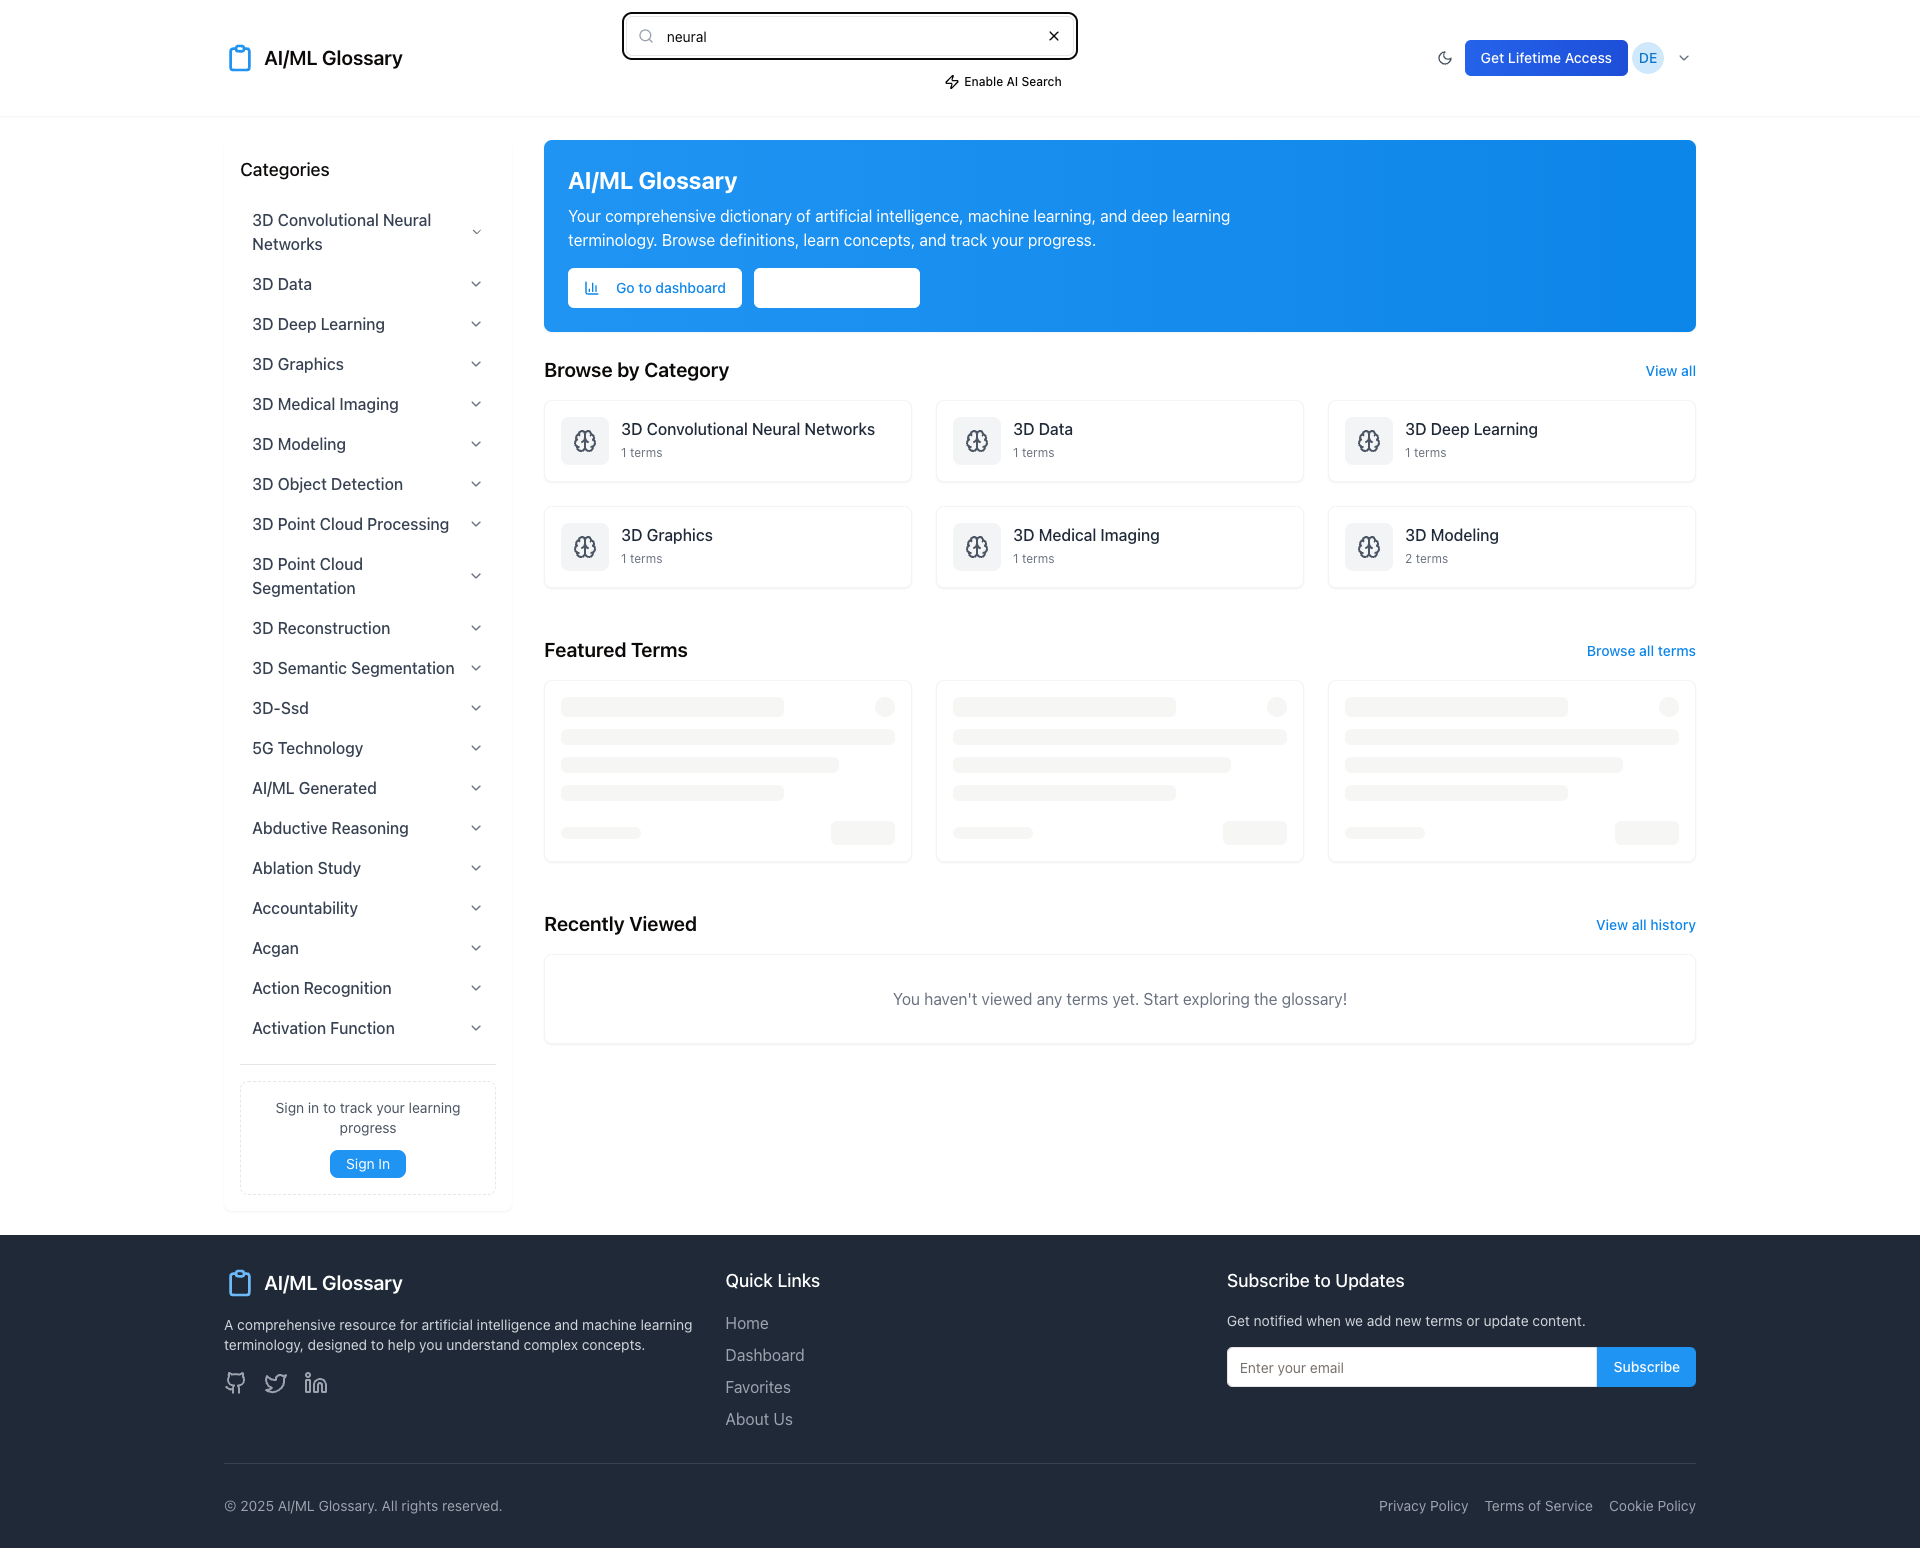 AI/ML Glossary
neural
Enable AI Search
Get Lifetime Access
DE
Categories
3D Convolutional Neural
Networks
3D Data
3D Deep Learning
3D Graphics
3D Medical Imaging
3D Modeling
3D Object Detection
3D Point Cloud Processing
3D Point Cloud
Segmentation
3D Reconstruction
3D Semantic Segmentation
3D-Ssd
5G Technology
AI/ML Generated
Abductive Reasoning
Ablation Study
Accountability
Acgan
Action Recognition
Activation Function
Sign in to track your learning
progress
Sign In
AI/ML Glossary
Your comprehensive dictionary of artificial intelligence, machine learning, and deep learning
terminology. Browse definitions, learn concepts, and track your progress.
Go to dashboard
Browse by Category
View all
3D Convolutional Neural Networks
1 terms
3D Data
1 terms
3D Deep Learning
1 terms
3D Graphics
1 terms
3D Medical Imaging
1 terms
3D Modeling
2 terms
Featured Terms
Browse all terms
Recently Viewed
View all history
You haven't viewed any terms yet. Start exploring the glossary!
AI/ML Glossary
A comprehensive resource for artificial intelligence and machine learning
terminology, designed to help you understand complex concepts.
Quick Links
Home
Dashboard
Favorites
About Us
Subscribe to Updates
Get notified when we add new terms or update content.
Enter your email
Subscribe
© 2025 AI/ML Glossary. All rights reserved.
Privacy Policy
Terms of Service
Cookie Policy